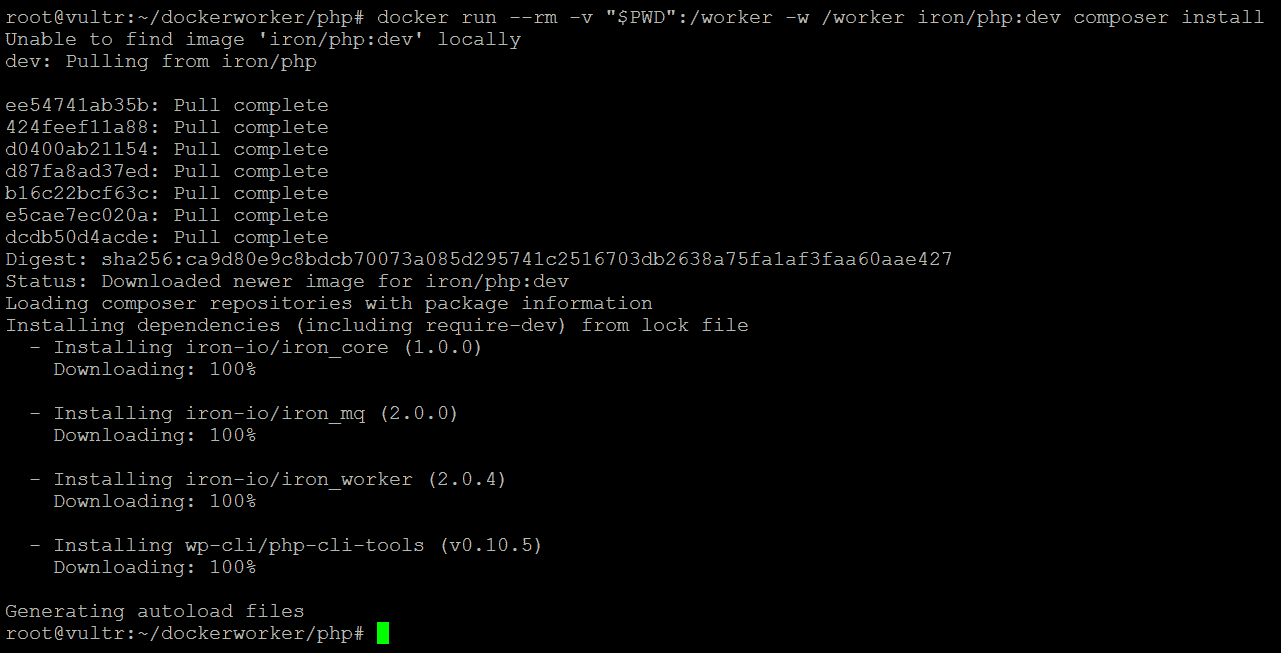 root@vultr:~/dockerworker/php# docker run --rm -v "$PWD":/worker -w /worker iron/php:dev composer install
Unable to find image 'iron/php:dev' locally
dev: Pulling from iron/php
ee54741ab35b: Pull complete
424feef11a88: Pull complete
d0400ab21154: Pull complete
d87fa8ad37ed: Pull complete
b16c22bcf63c: Pull complete
e5cae7ec020a: Pull complete
dcdb50d4acde: Pull complete
Digest: sha256:ca9d80e9c8bdcb70073a085d295741c2516703db2638a75fa1af3faa60aae427
Status: Downloaded newer image for iron/php:dev
Loading composer repositories with package information
Installing dependencies (including require-dev) from lock file
  - Installing iron-io/iron_core (1.0.0)
    Downloading: 100%
  - Installing iron-io/iron_mq (2.0.0)
    Downloading: 100%
  - Installing iron-io/iron_worker (2.0.4)
    Downloading: 100%
  - Installing wp-cli/php-cli-tools (v0.10.5)
    Downloading: 100%
Generating autoload files
root@vultr:~/dockerworker/php#